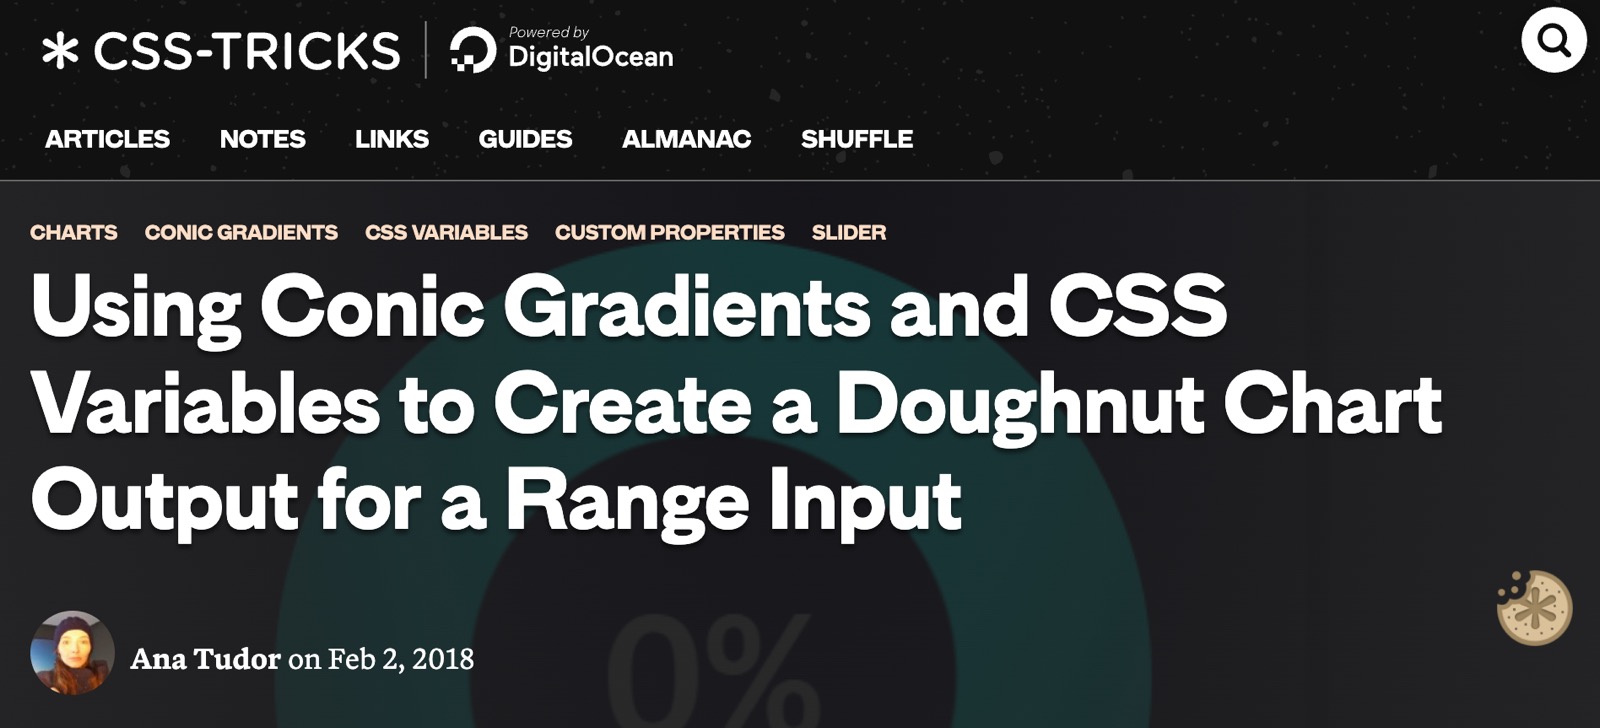 CSS-TRICKS
Powered by
DigitalOcean
ARTICLES NOTES LINKS GUIDES ALMANAC SHUFFLE
CHARTS CONIC GRADIENTS CSS VARIABLES CUSTOM PROPERTIES SLIDER
Using Conic Gradients and CSS
Variables to Create a Doughnut Chart
Output for a Range Input
0%
Ana Tudor on Feb 2, 2018